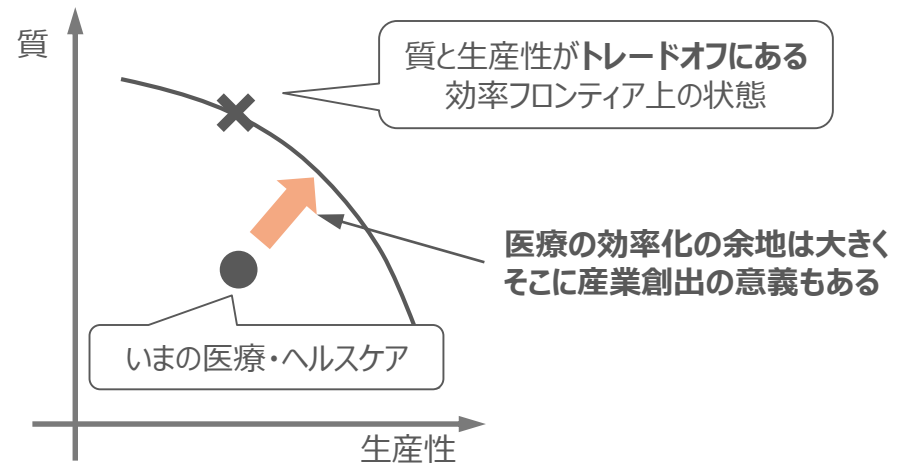 質
質と生産性がトレードオフにある
効率フロンティア上の状態
医療の効率化の余地は大きく
そこに産業創出の意義もある
いまの医療・ヘルスケア
生産性